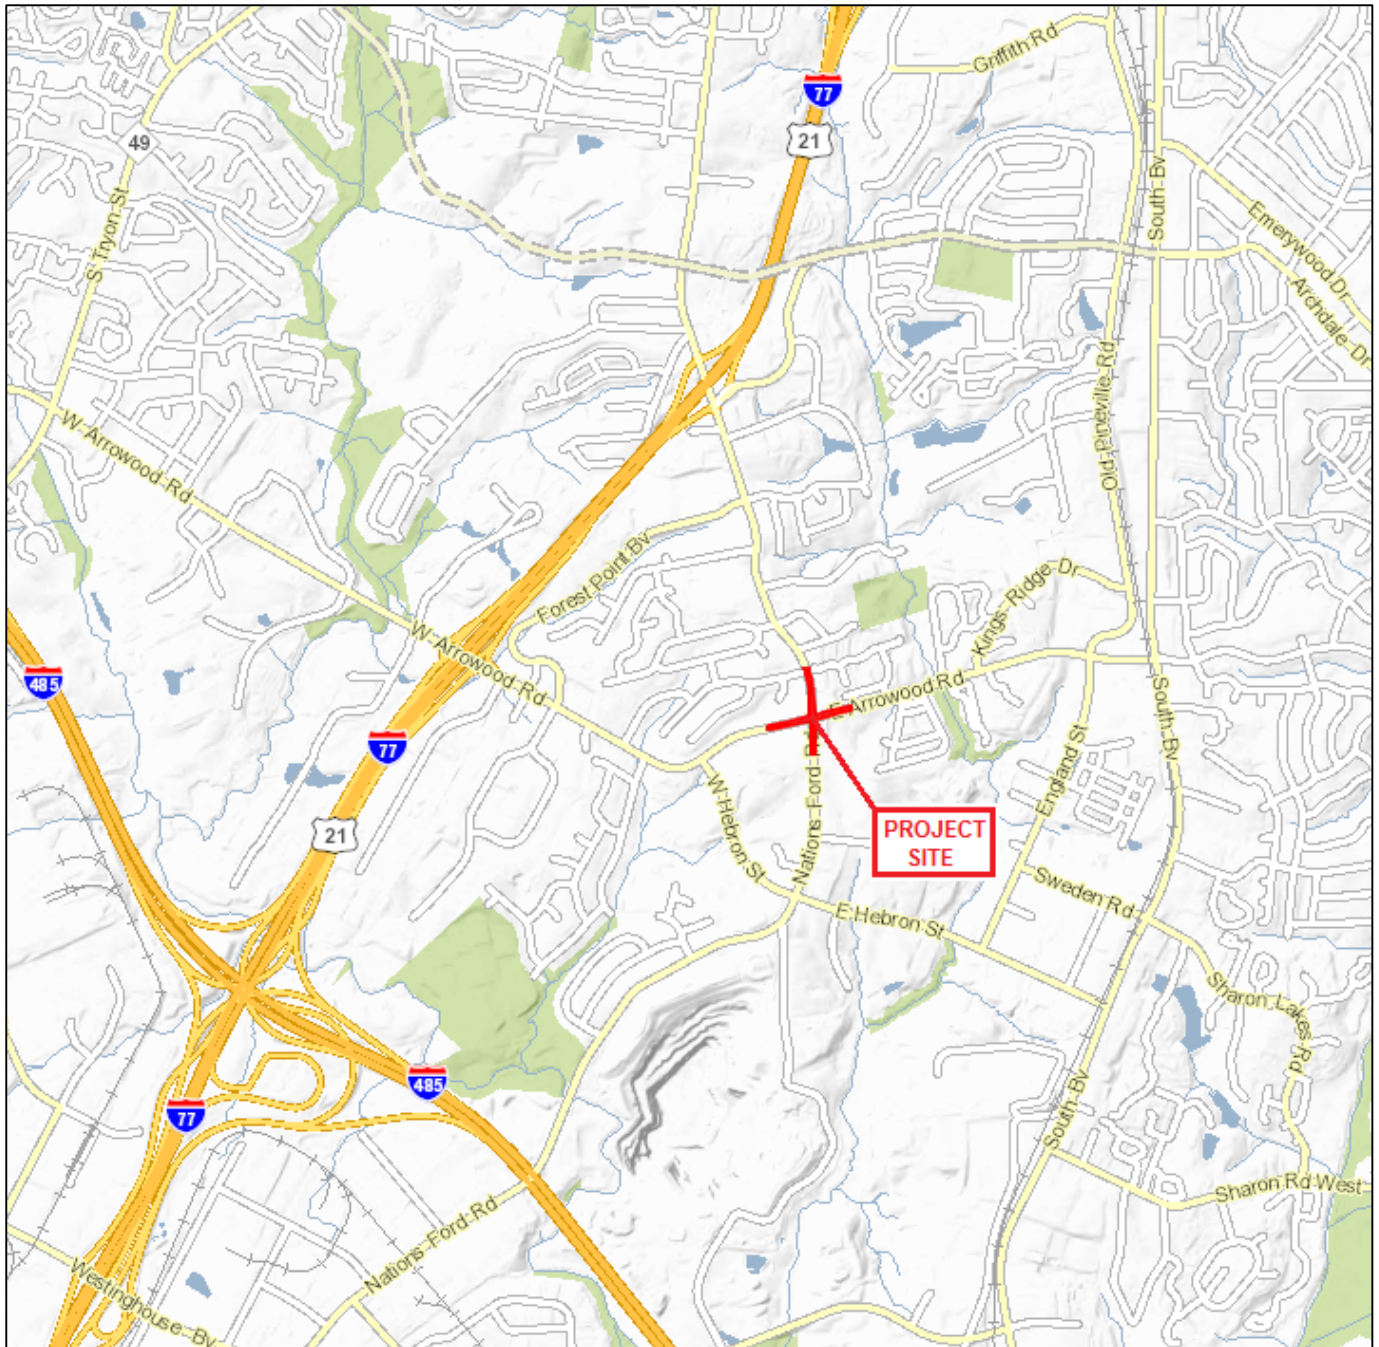 Griffith Rd
77
21
49
S Tryon St
South Bv
Emerywood Dr
Archdale Dr
Old Pineville Rd
W Arrowood Rd
Forest Point Bv
Kings Ridge Dr
W Arrowood Rd
485
E Arrowood Rd
South Bv
77
Nations Ford Rd
England St
W Hebron St
21
PROJECT
SITE
Sweden Rd
E Hebron St
Sharon Lakes Rd
485
77
South Bv
Sharon Rd West
Nations Ford Rd
Westinghouse Bv